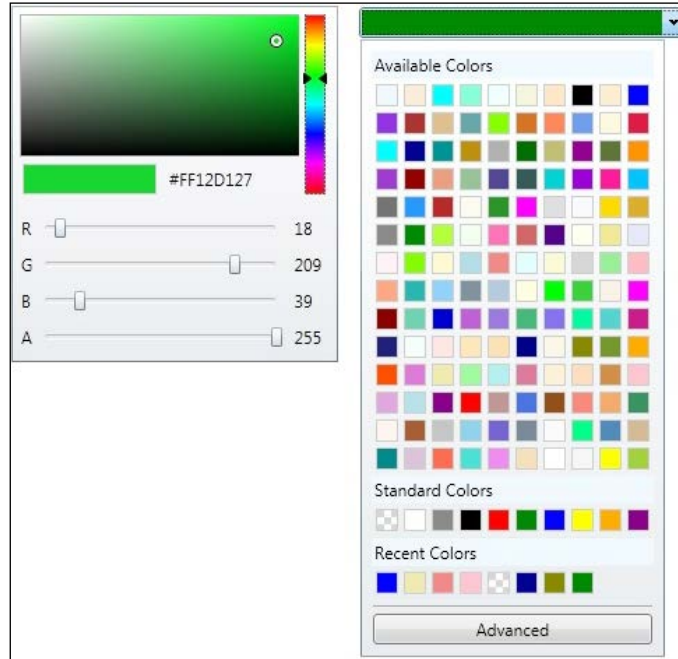 #FF12D127
R 18
G 209
B 39
A 255
Available Colors
Standard Colors
Recent Colors
Advanced